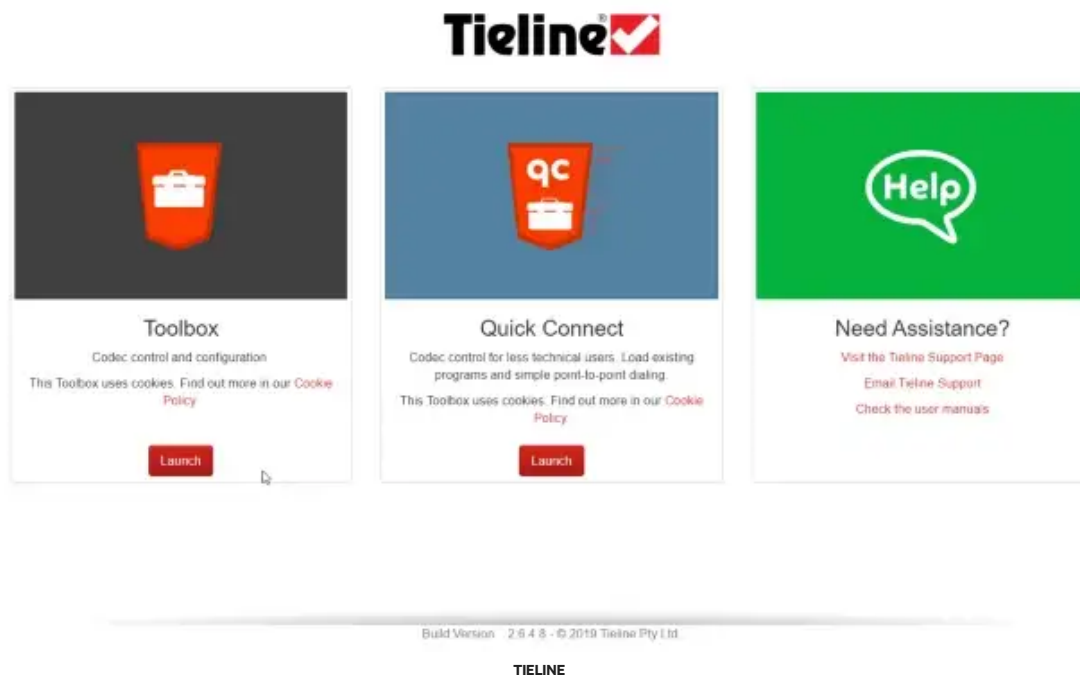 Tieline®
qc
Help
Toolbox
Codec control and configuration
This Toolbox uses cookies. Find out more in our Cookie
Policy
Launch
Quick Connect
Codec control for less technical users. Load existing
programs and simple point-to-point dialing.
This Toolbox uses cookies. Find out more in our Cookie
Policy
Launch
Need Assistance?
Visit the Tieline Support Page
Email Tieline Support
Check the user manuals
Build Version 2.6.4.8 - © 2019 Tieline Pty Ltd.
TIELINE